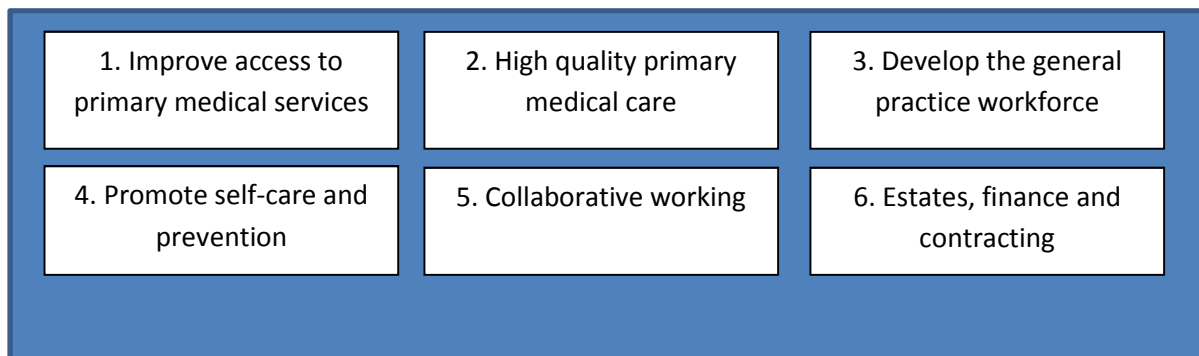 1. Improve access to
primary medical services
2. High quality primary
medical care
3. Develop the general
practice workforce
4. Promote self-care and
prevention
5. Collaborative working
6. Estates, finance and
contracting